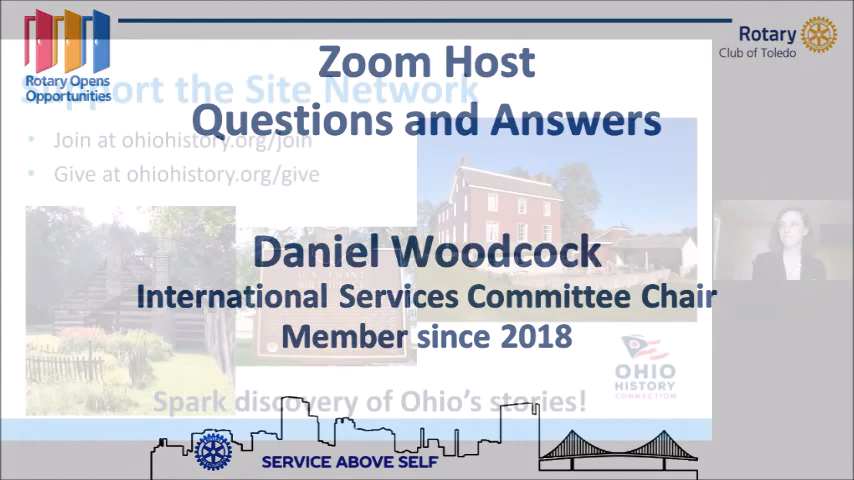 Rotary Opens
Opportunities
Rotary
Club of Toledo
Zoom Host
Questions and Answers
Support the Site Network
• Join at ohiohistory.org/join
• Give at ohiohistory.org/give
Daniel Woodcock
International Services Committee Chair
Member since 2018
OHIO
HISTORY
CONNECTION
Spark discovery of Ohio's stories!
SERVICE ABOVE SELF